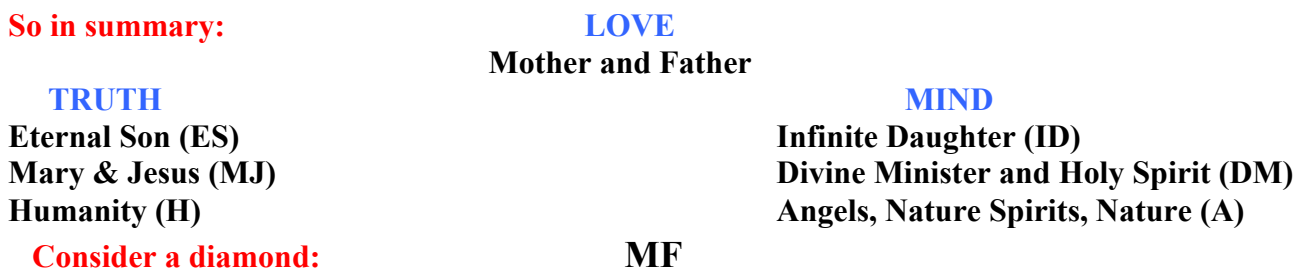 So in summary: LOVE
Mother and Father
TRUTH MIND
Eternal Son (ES) Infinite Daughter (ID)
Mary & Jesus (MJ) Divine Minister and Holy Spirit (DM)
Humanity (H) Angels, Nature Spirits, Nature (A)
Consider a diamond: MF